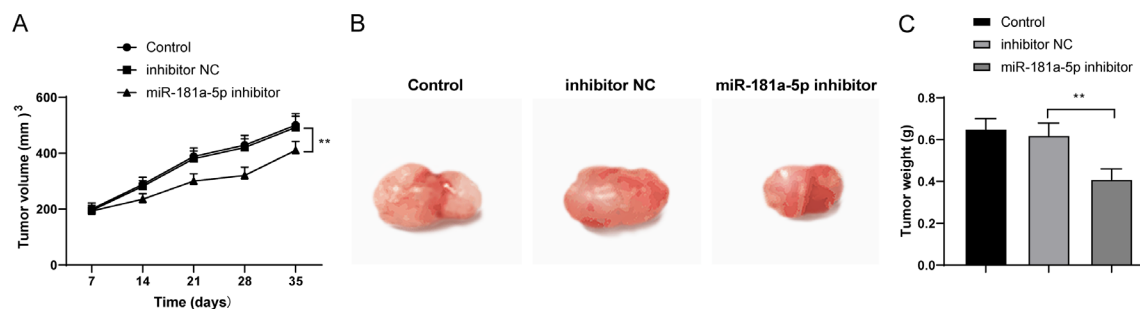 A
Control
inhibitor NC
miR-181a-5p inhibitor
600
400
200
0
Tumor volume (mm )3
**
7 14 21 28 35
Time (days)
B
Control inhibitor NC miR-181a-5p inhibitor
C
Control
inhibitor NC
miR-181a-5p inhibitor
0.8
0.6
0.4
0.2
0.0
Tumor weight (g)
**